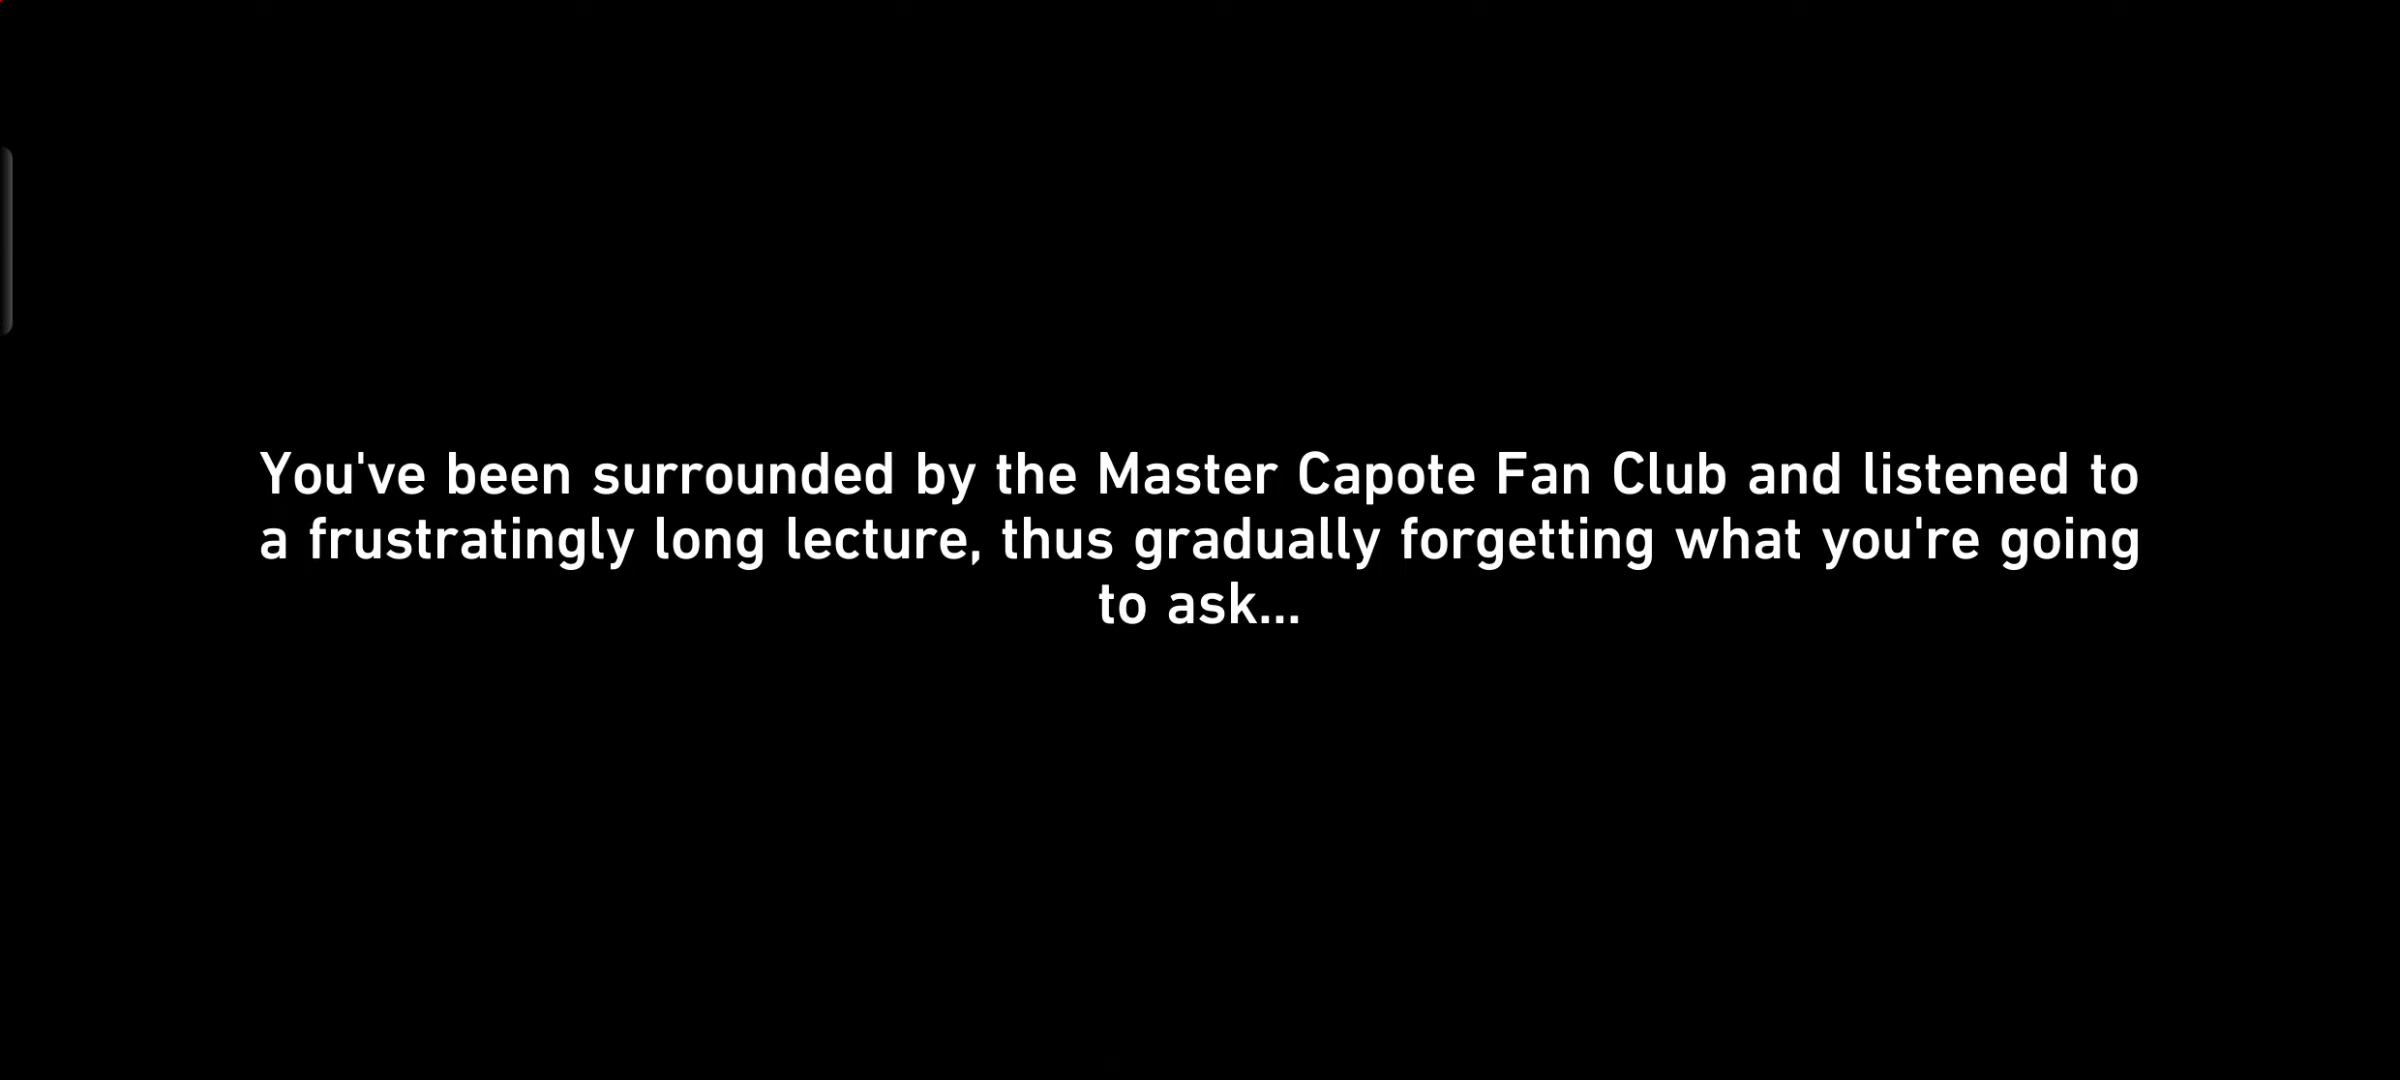 You've been surrounded by the Master Capote Fan Club and listened to
a frustratingly long lecture, thus gradually forgetting what you're going
to ask...